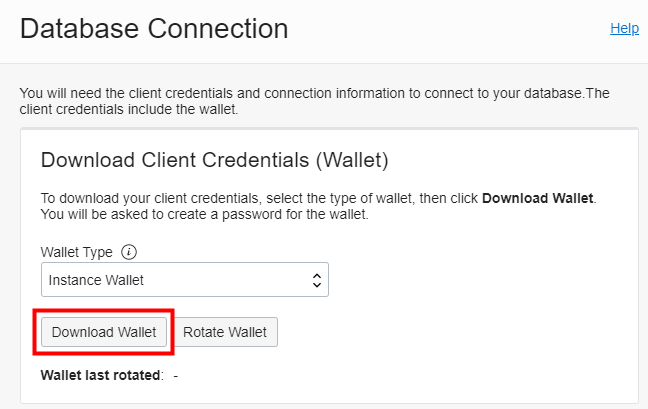 Database Connection
Help
You will need the client credentials and connection information to connect to your database.The
client credentials include the wallet.
Download Client Credentials (Wallet)
To download your client credentials, select the type of wallet, then click Download Wallet.
You will be asked to create a password for the wallet.
Wallet Type i
Instance Wallet
Download Wallet Rotate Wallet
Wallet last rotated: -